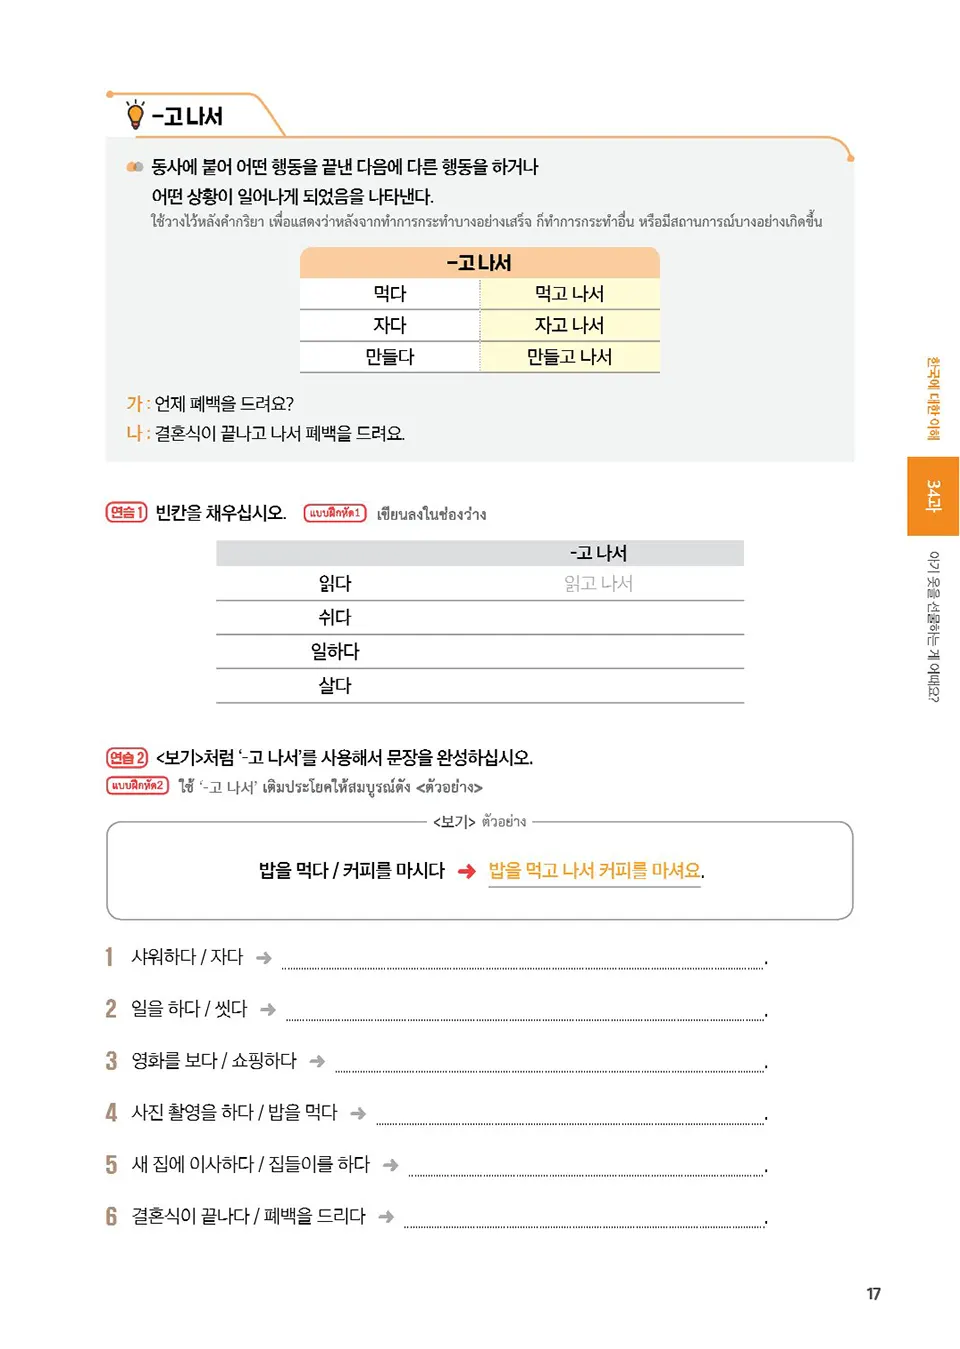 -고 나서
동사에 붙어 어떤 행동을 끝낸 다음에 다른 행동을 하거나
어떤 상황이 일어나게 되었음을 나타낸다.
ใช้วางไว้หลังคำกริยา เพื่อแสดงว่าหลังจากทำการกระทำบางอย่างเสร็จ ก็ทำการกระทำอื่น หรือมีสถานการณ์บางอย่างเกิดขึ้น
-고 나서
먹다 먹고 나서
자다 자고 나서
만들다 만들고 나서
가 : 언제 폐백을 드려요?
나 : 결혼식이 끝나고 나서 폐백을 드려요.
연습 1 빈칸을 채우십시오. แบบฝึกหัด1 เขียนลงในช่องว่าง
-고 나서
읽다 읽고 나서
쉬다
일하다
살다
연습 2 <보기>처럼 '-고 나서'를 사용해서 문장을 완성하십시오.
แบบฝึกหัด2 ใช้ '-고 나서' เติมประโยคให้สมบูรณ์ดัง <ตัวอย่าง>
<보기> ตัวอย่าง
밥을 먹다 / 커피를 마시다 ➜ 밥을 먹고 나서 커피를 마셔요.
1 샤워하다 / 자다 ➜ .
2 일을 하다 / 씻다 ➜ .
3 영화를 보다 / 쇼핑하다 ➜ .
4 사진 촬영을 하다 / 밥을 먹다 ➜ .
5 새 집에 이사하다 / 집들이를 하다 ➜ .
6 결혼식이 끝나다 / 폐백을 드리다 ➜ .
한국에 대한 이해
34과
아기 옷을 선물하는 게 어때요?
17